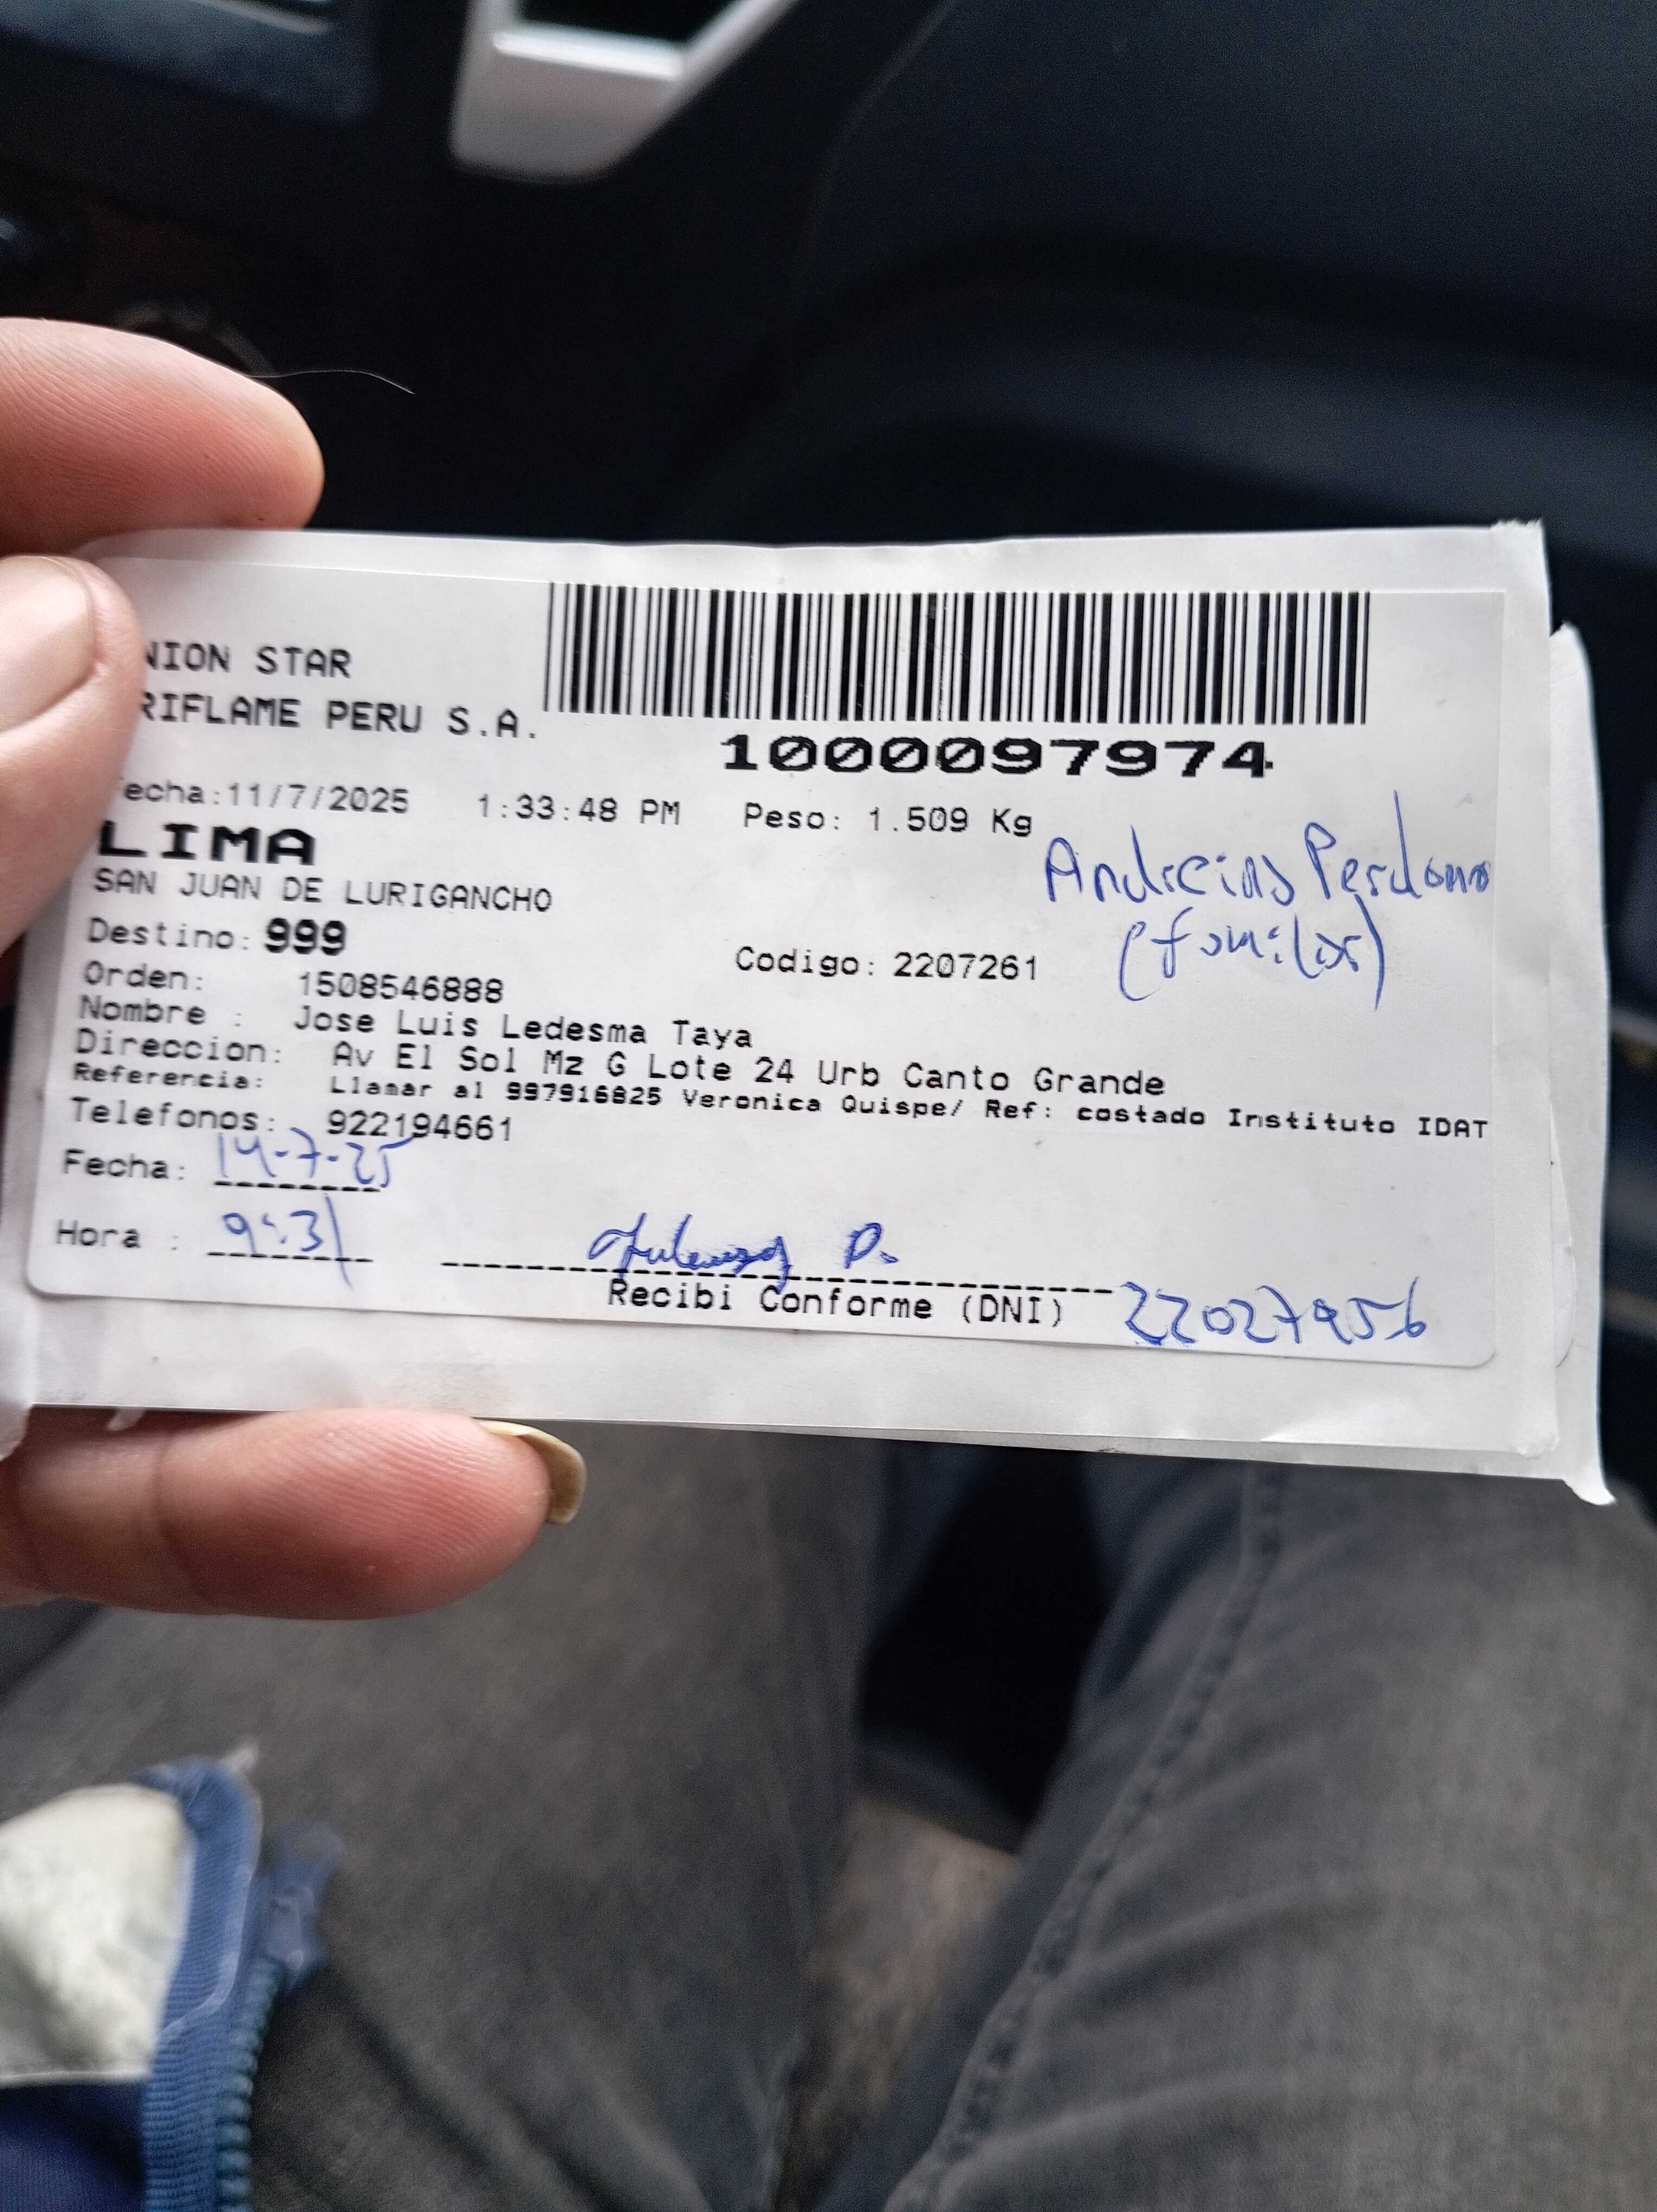 NION STAR
RIFLAME PERU S.A.
1000097974
echa:11/7/2025 1:33:48 PM Peso: 1.509 Kg
LIMA
SAN JUAN DE LURIGANCHO
Perdomo
(familiar)
Destino: 999
Codigo: 2207261
Orden: 1508546888
Nombre : Jose Luis Ledesma Taya
Direccion: Av El Sol Mz G Lote 24 Urb Canto Grande
Referencia: Llamar al 997916825 Veronica Quispe/ Ref: costado Instituto IDAT
Telefonos: 922194661
Fecha: 14-7-25
Hora : 9:31
P.
Recibi Conforme (DNI)